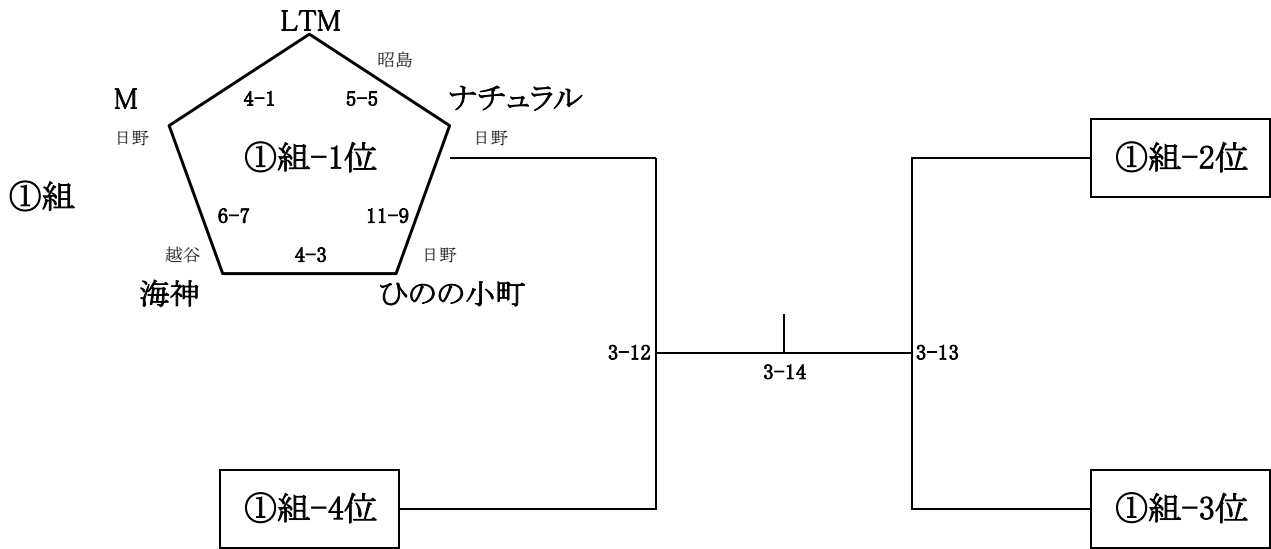 LTM
昭島
M
4-1
5-5
ナチュラル
日野
日野
①組-1位
①組-2位
①組
6-7
11-9
越谷
4-3
日野
海神
ひのの小町
3-12
3-13
3-14
①組-4位
①組-3位